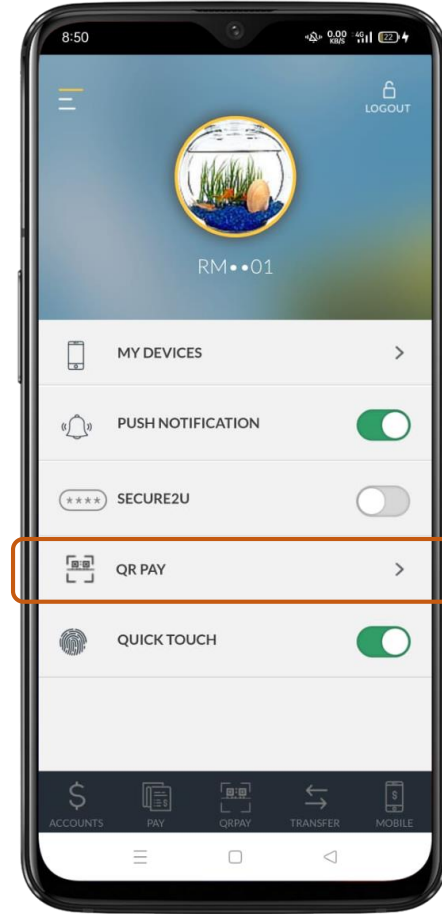 8:50
0.00 KB/S 4G 22
LOGOUT
RM••01
MY DEVICES
PUSH NOTIFICATION
**** SECURE2U
QR PAY
QUICK TOUCH
$ $ $
ACCOUNTS PAY QRPAY TRANSFER MOBILE